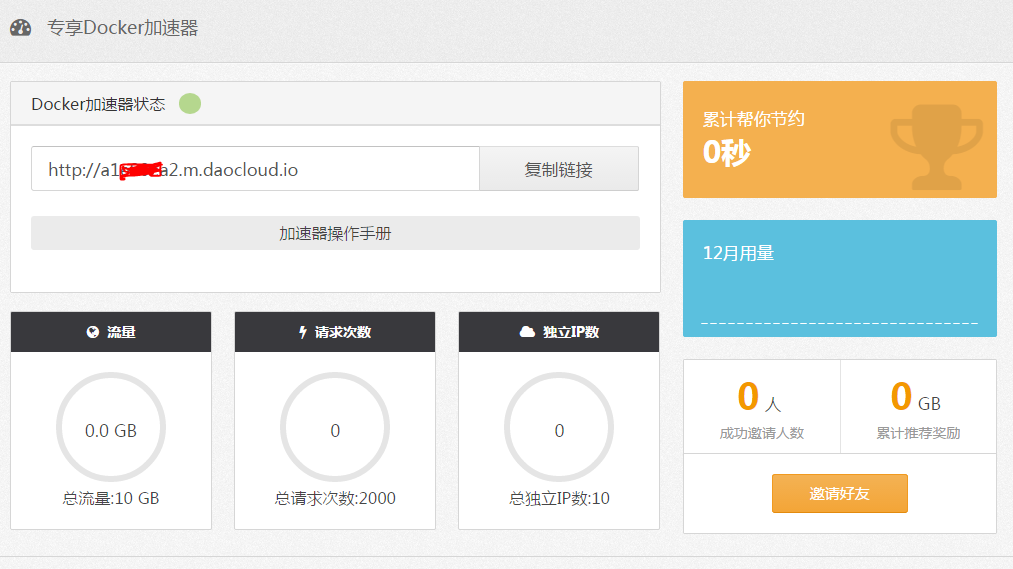 专享Docker加速器
Docker加速器状态
http://a1 a2.m.daocloud.io
复制链接
加速器操作手册
流量
0.0 GB
总流量:10 GB
请求次数
0
总请求次数:2000
独立IP数
0
总独立IP数:10
累计帮你节约
0秒
12月用量
0 人
成功邀请人数
0 GB
累计推荐奖励
邀请好友